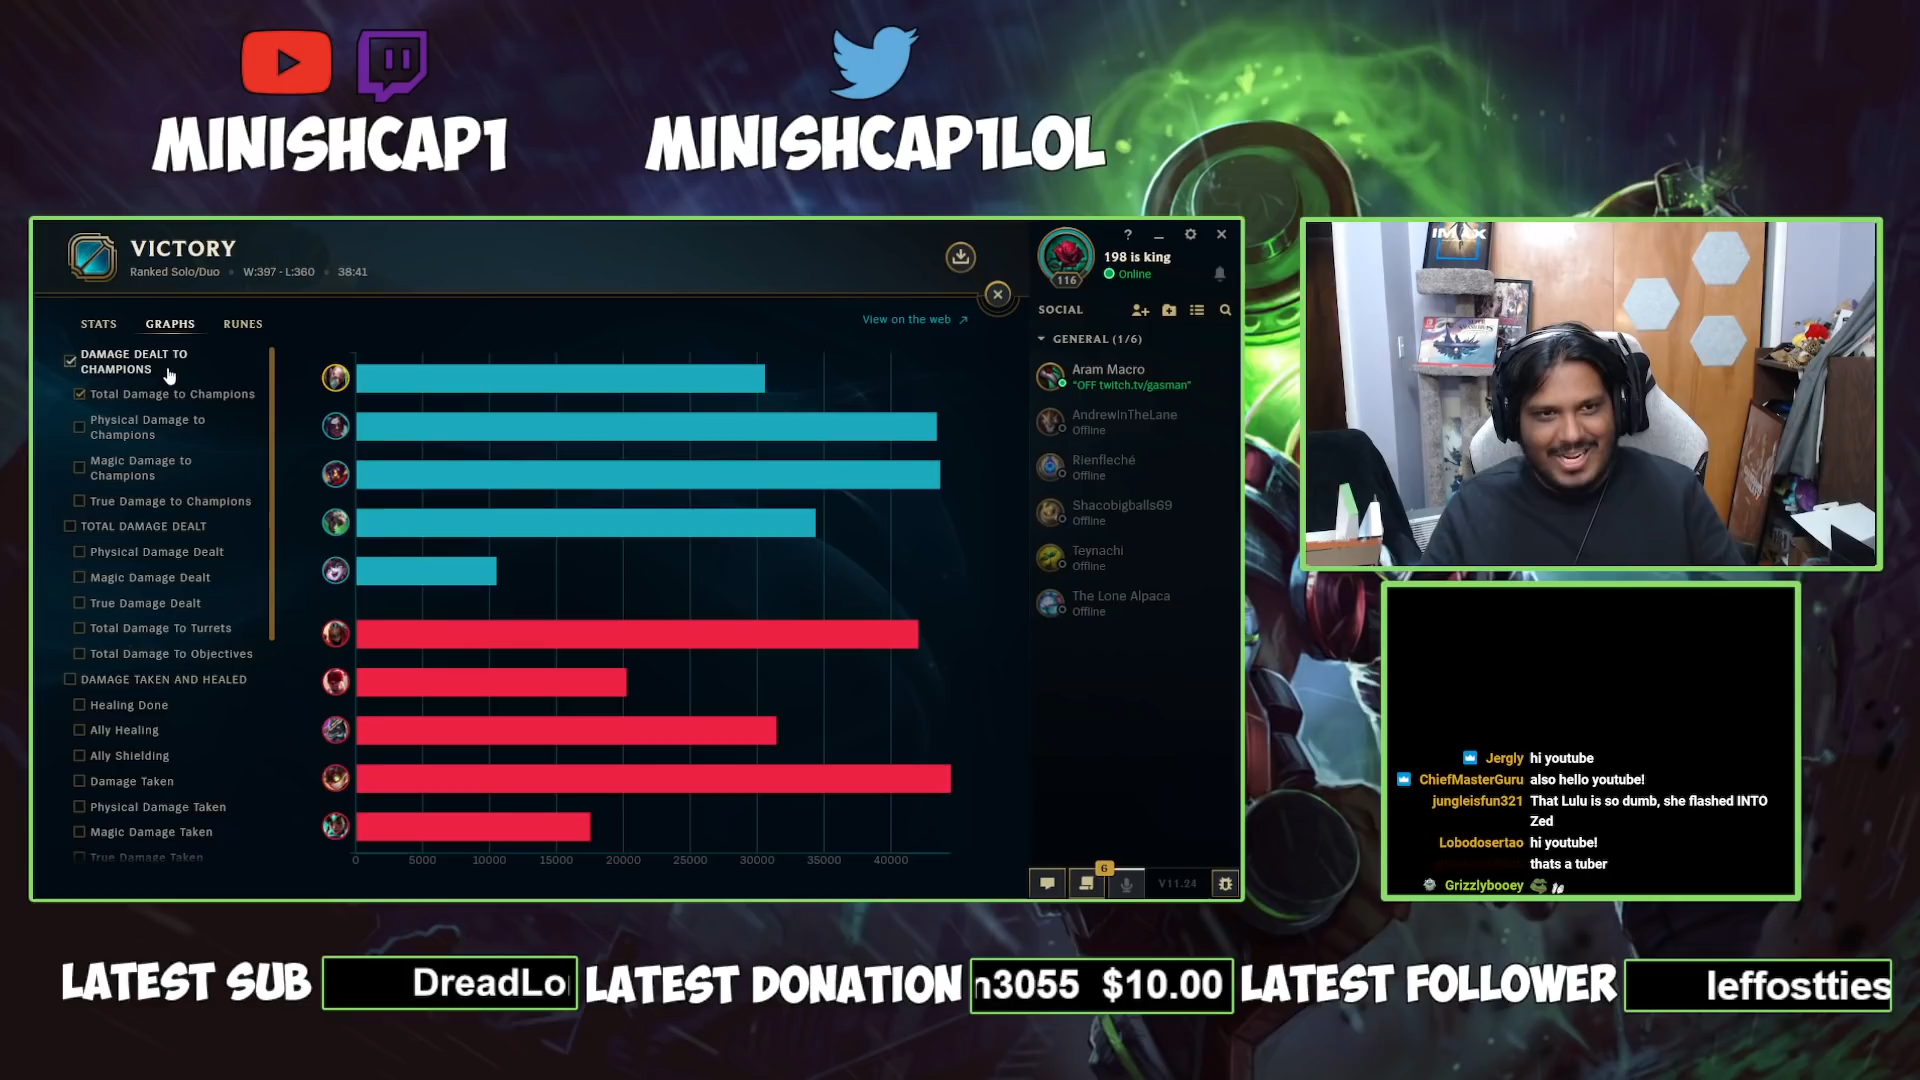 MINISHCAP1
MINISHCAP1LOL
VICTORY
Ranked Solo/Duo • W:397 - L:360 • 38:41
STATS GRAPHS RUNES
View on the web
DAMAGE DEALT TO
CHAMPIONS
Total Damage to Champions
Physical Damage to
Champions
Magic Damage to
Champions
True Damage to Champions
TOTAL DAMAGE DEALT
Physical Damage Dealt
Magic Damage Dealt
True Damage Dealt
Total Damage To Turrets
Total Damage To Objectives
DAMAGE TAKEN AND HEALED
Healing Done
Ally Healing
Ally Shielding
Damage Taken
Physical Damage Taken
Magic Damage Taken
True Damage Taken
0 5000 10000 15000 20000 25000 30000 35000 40000
?
198 is king
116
Online
SOCIAL
GENERAL (1/6)
Aram Macro
"OFF twitch.tv/gasman"
AndrewInTheLane
Offline
Rienfleché
Offline
Shacobigballs69
Offline
Teynachi
Offline
The Lone Alpaca
Offline
6
V11.24
IMAX
Jergly hi youtube
ChiefMasterGuru also hello youtube!
jungleisfun321 That Lulu is so dumb, she flashed INTO
Zed
Lobodosertao hi youtube!
thats a tuber
Grizzlybooey
LATEST SUB DreadLo
LATEST DONATION n3055 $10.00
LATEST FOLLOWER leffostties